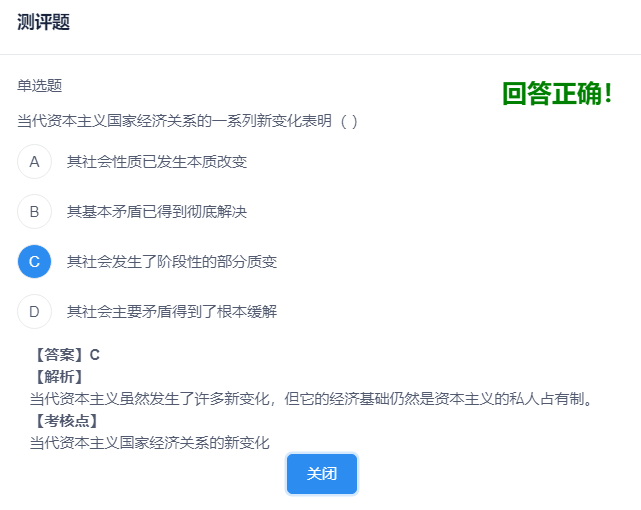 测评题
单选题
回答正确！
当代资本主义国家经济关系的一系列新变化表明（ ）
A 其社会性质已发生本质改变
B 其基本矛盾已得到彻底解决
C 其社会发生了阶段性的部分质变
D 其社会主要矛盾得到了根本缓解
【答案】C
【解析】
当代资本主义虽然发生了许多新变化，但它的经济基础仍然是资本主义的私人占有制。
【考核点】
当代资本主义国家经济关系的新变化
关闭